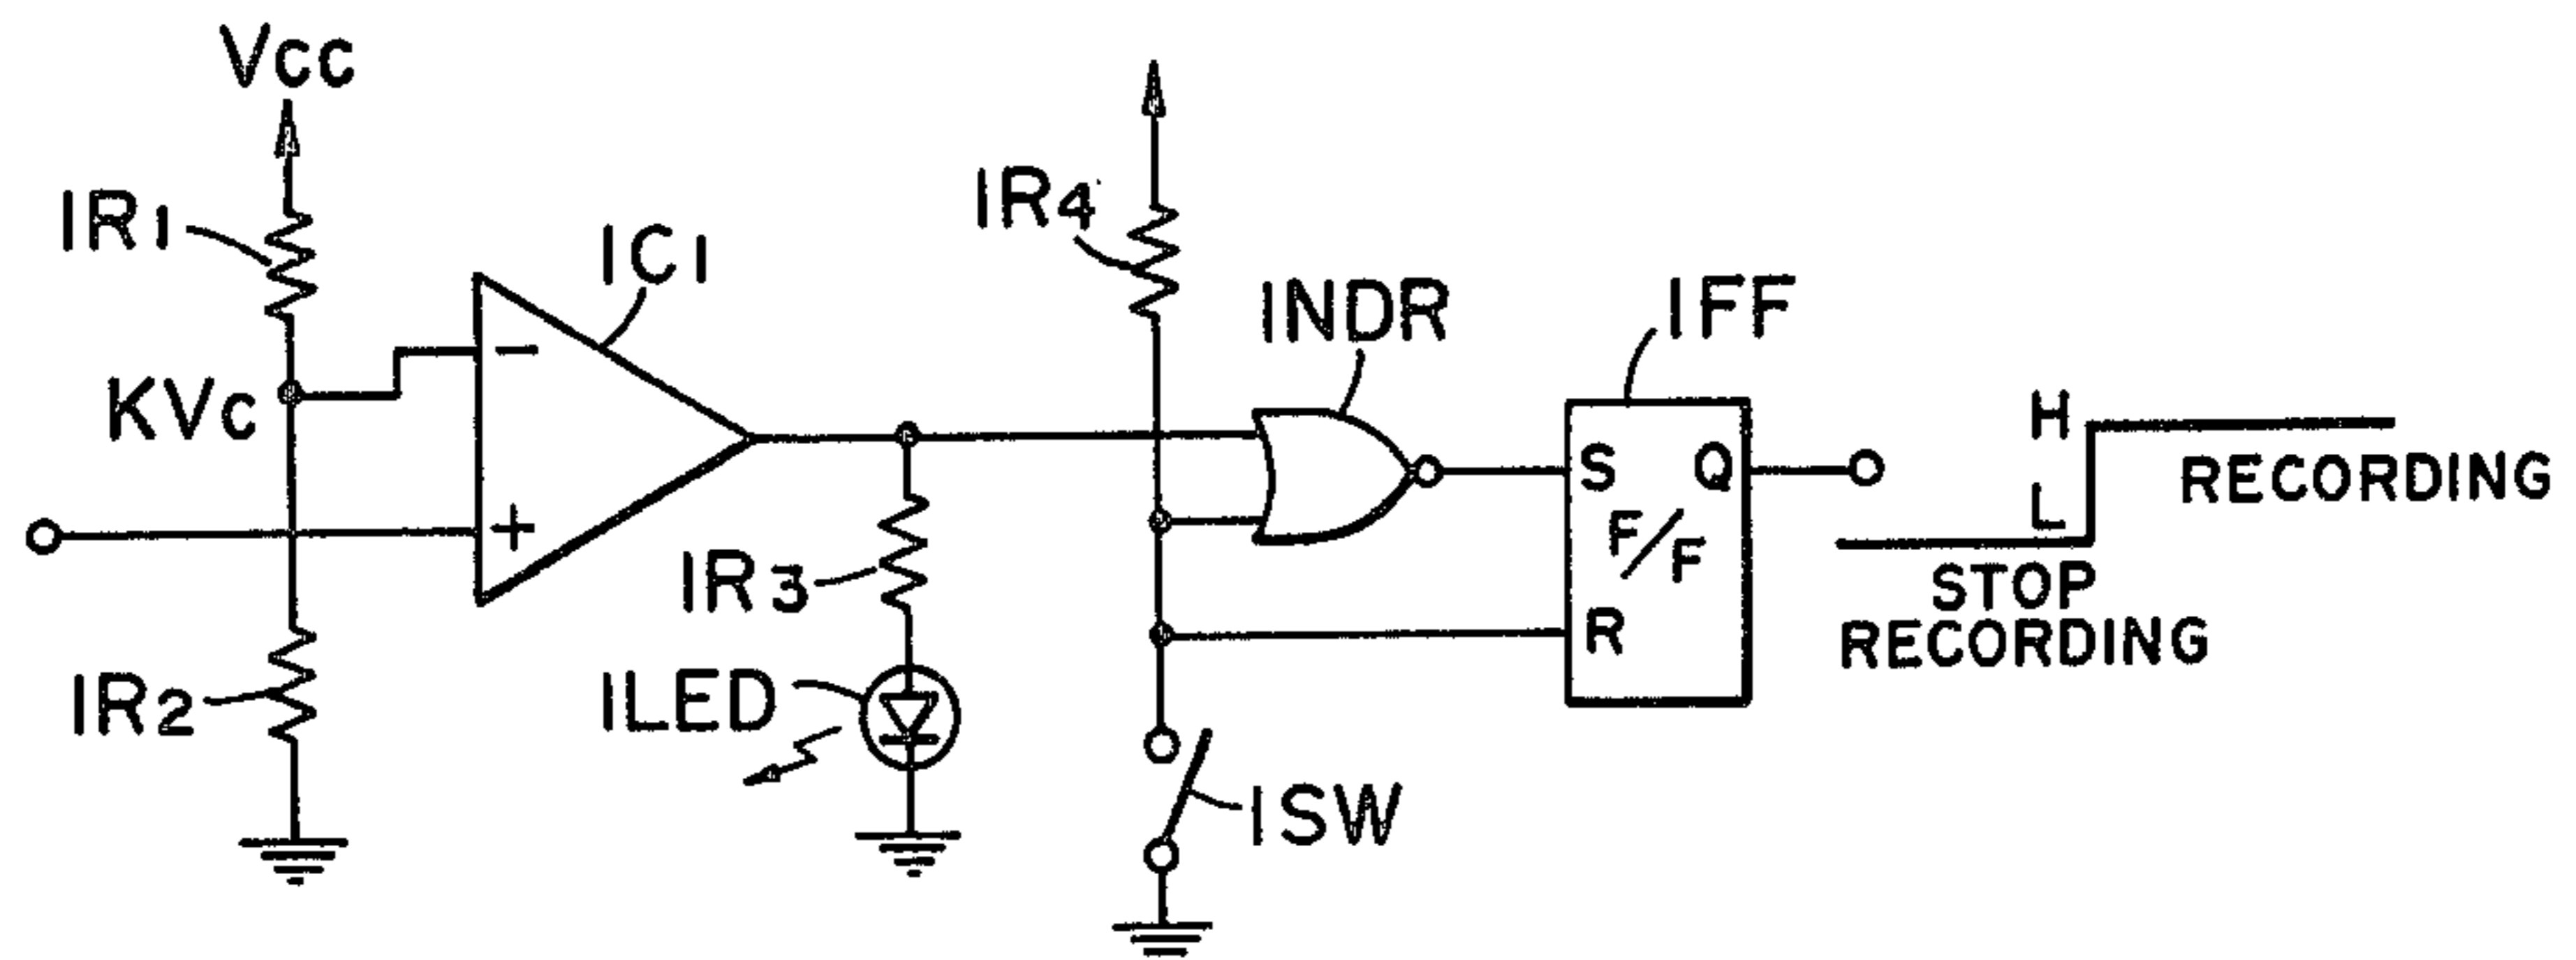 Vcc
IR1
IC1
IR4
INDR
IFF
KVc
−
+
S
Q
F/F
R
H
L
RECORDING
STOP
RECORDING
IR3
IR2
ILED
ISW